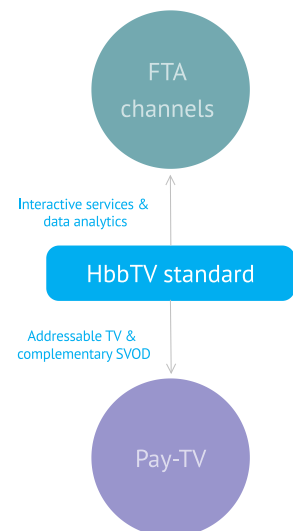 FTA
channels
Interactive services &
data analytics
HbbTV standard
Addressable TV &
complementary SVOD
Pay-TV